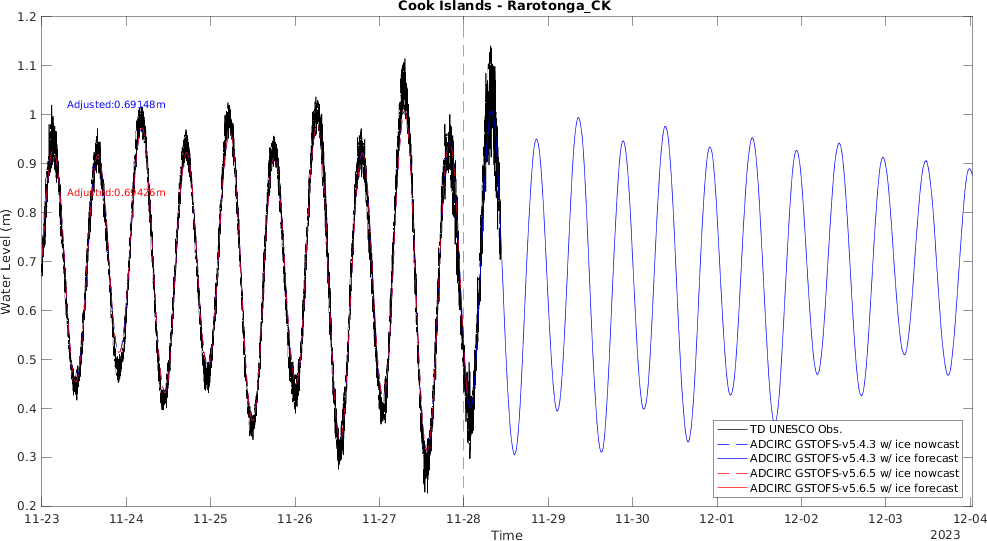 Cook Islands - Rarotonga_CK
1.2
1.1
1
0.9
0.8
0.7
0.6
0.5
0.4
0.3
0.2
Water Level (m)
Adjusted:0.69148m
Adjusted:0.69426m
TD UNESCO Obs.
ADCIRC GSTOFS-v5.4.3 w/ ice nowcast
ADCIRC GSTOFS-v5.4.3 w/ ice forecast
ADCIRC GSTOFS-v5.6.5 w/ ice nowcast
ADCIRC GSTOFS-v5.6.5 w/ ice forecast
11-23 11-24 11-25 11-26 11-27 11-28 11-29 11-30 12-01 12-02 12-03 12-04
Time
2023